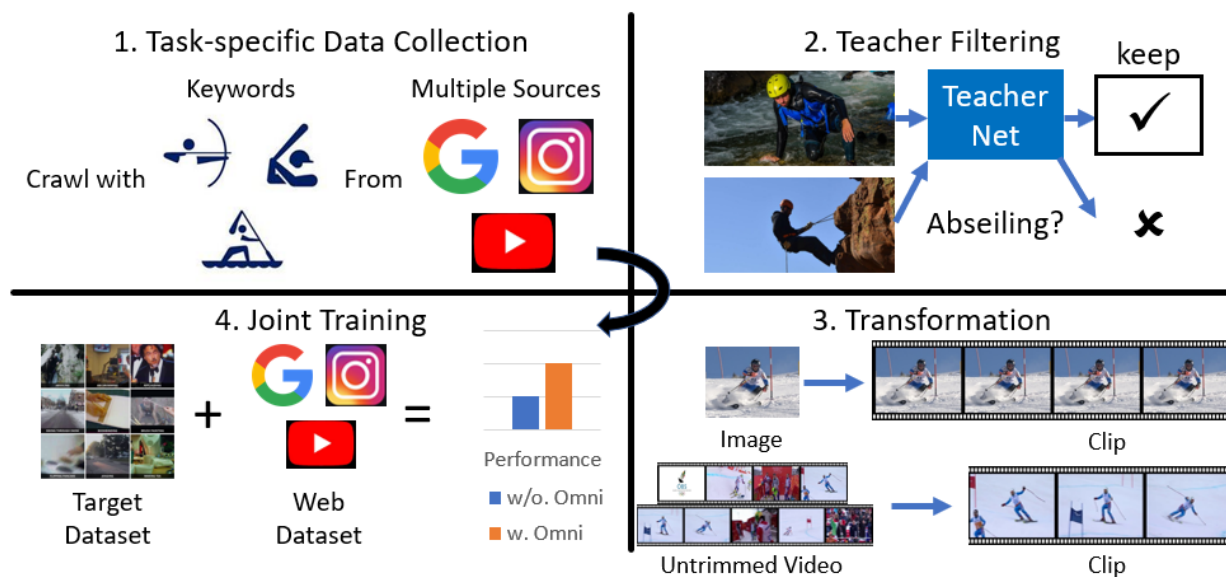 1. Task-specific Data Collection
Keywords
Multiple Sources
Crawl with
From
2. Teacher Filtering
keep
Teacher
Net
Abseiling?
3. Transformation
Image
Clip
Untrimmed Video
Clip
4. Joint Training
+
=
Target
Dataset
Web
Dataset
Performance
w/o. Omni
w. Omni